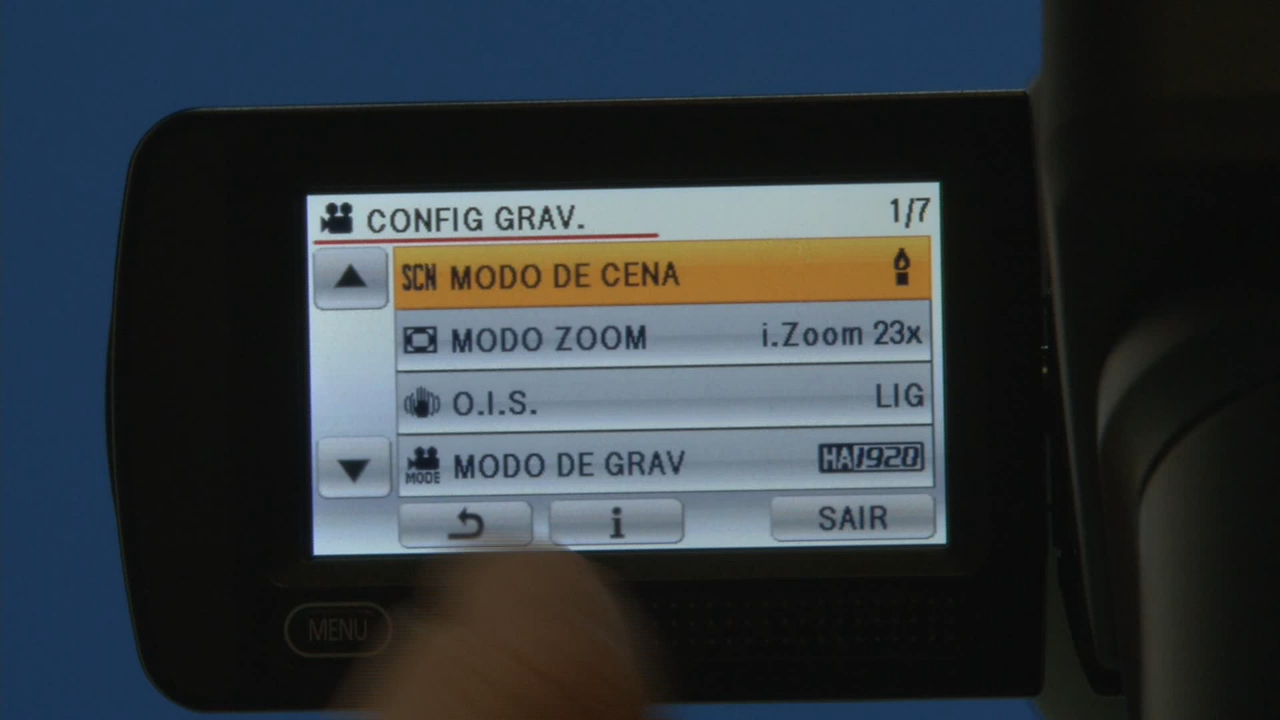 CONFIG GRAV. 1/7
SCN MODO DE CENA
MODO ZOOM i.Zoom 23x
O.I.S. LIG
MODE MODO DE GRAV HA1920
i SAIR
MENU